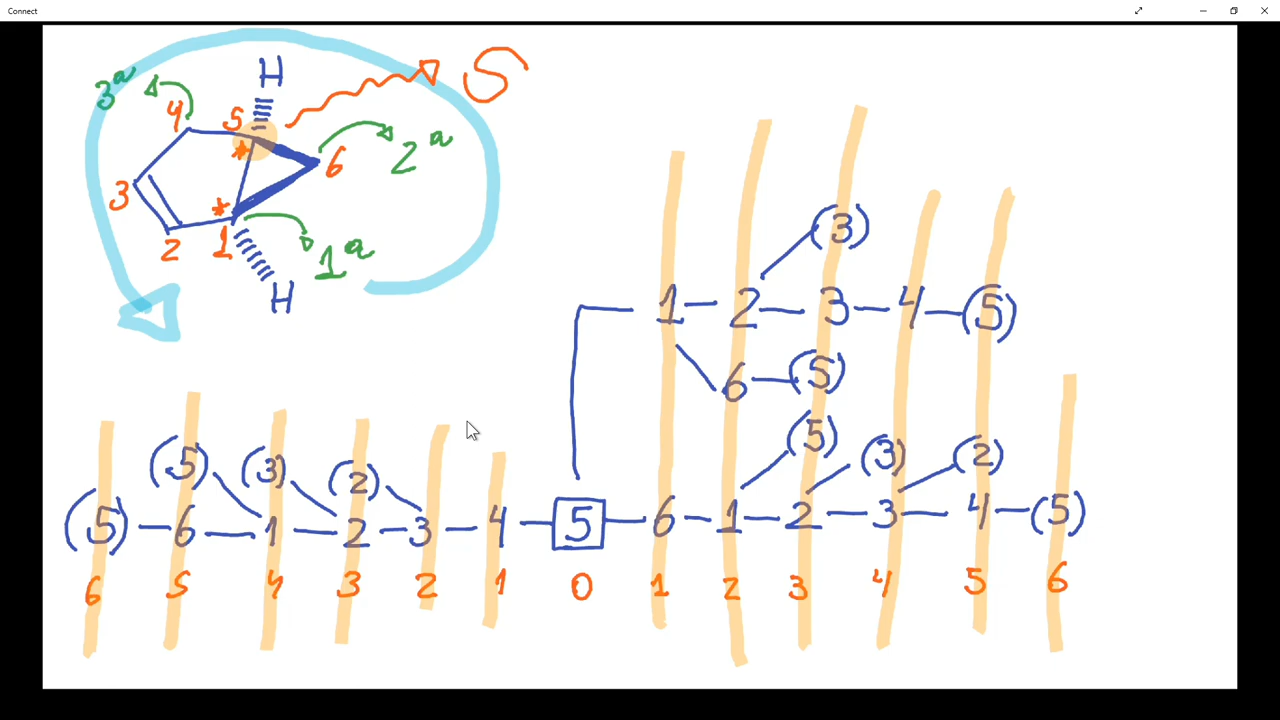 Connect
H
S
3ª
4
5
*
6
2ª
3
*
2
1
1ª
H
(3)
1 2 3 4 (5)
6 (5)
(5)
(5) (3) (2) (3) (2)
(5) 6 1 2 3 4 5 6 1 2 3 4 (5)
6 5 4 3 2 1 0 1 2 3 4 5 6